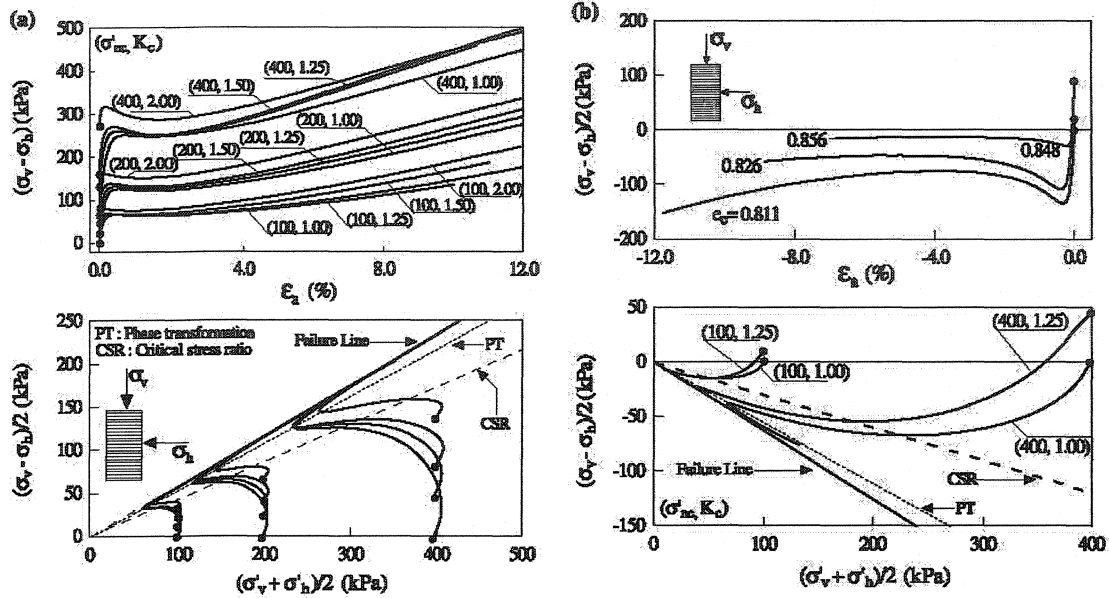 (a)
(σ'nc, Kc)
500
400
300
200
100
0
(σv - σh) (kPa)
(400, 2.00)
(400, 1.50)
(400, 1.25)
(400, 1.00)
(200, 2.00)
(200, 1.50)
(200, 1.25)
(200, 1.00)
(100, 1.00)
(100, 1.25)
(100, 1.50)
(100, 2.00)
0.0 4.0 8.0 12.0
εa (%)
(b)
200
100
0
-100
-200
(σv - σh)/2 (kPa)
σv
σh
0.856
0.848
0.826
ec = 0.811
-12.0 -8.0 -4.0 0.0
εa (%)
250
200
150
100
50
0
(σv - σh)/2 (kPa)
PT : Phase transformation
CSR : Critical stress ratio
σv
σh
Failure Line
PT
CSR
0 100 200 300 400 500
(σ'v + σ'h)/2 (kPa)
50
0
-50
-100
-150
(σv - σh)/2 (kPa)
(100, 1.25)
(100, 1.00)
(400, 1.25)
(400, 1.00)
Failure Line
CSR
PT
(σ'nc, Kc)
0 100 200 300 400
(σ'v + σ'h)/2 (kPa)